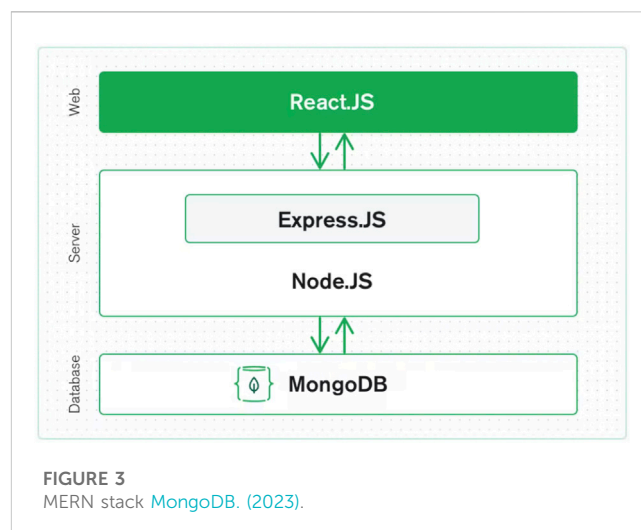 Web
React.JS
Server
Express.JS
Node.JS
Database
MongoDB
FIGURE 3
MERN stack MongoDB. (2023).